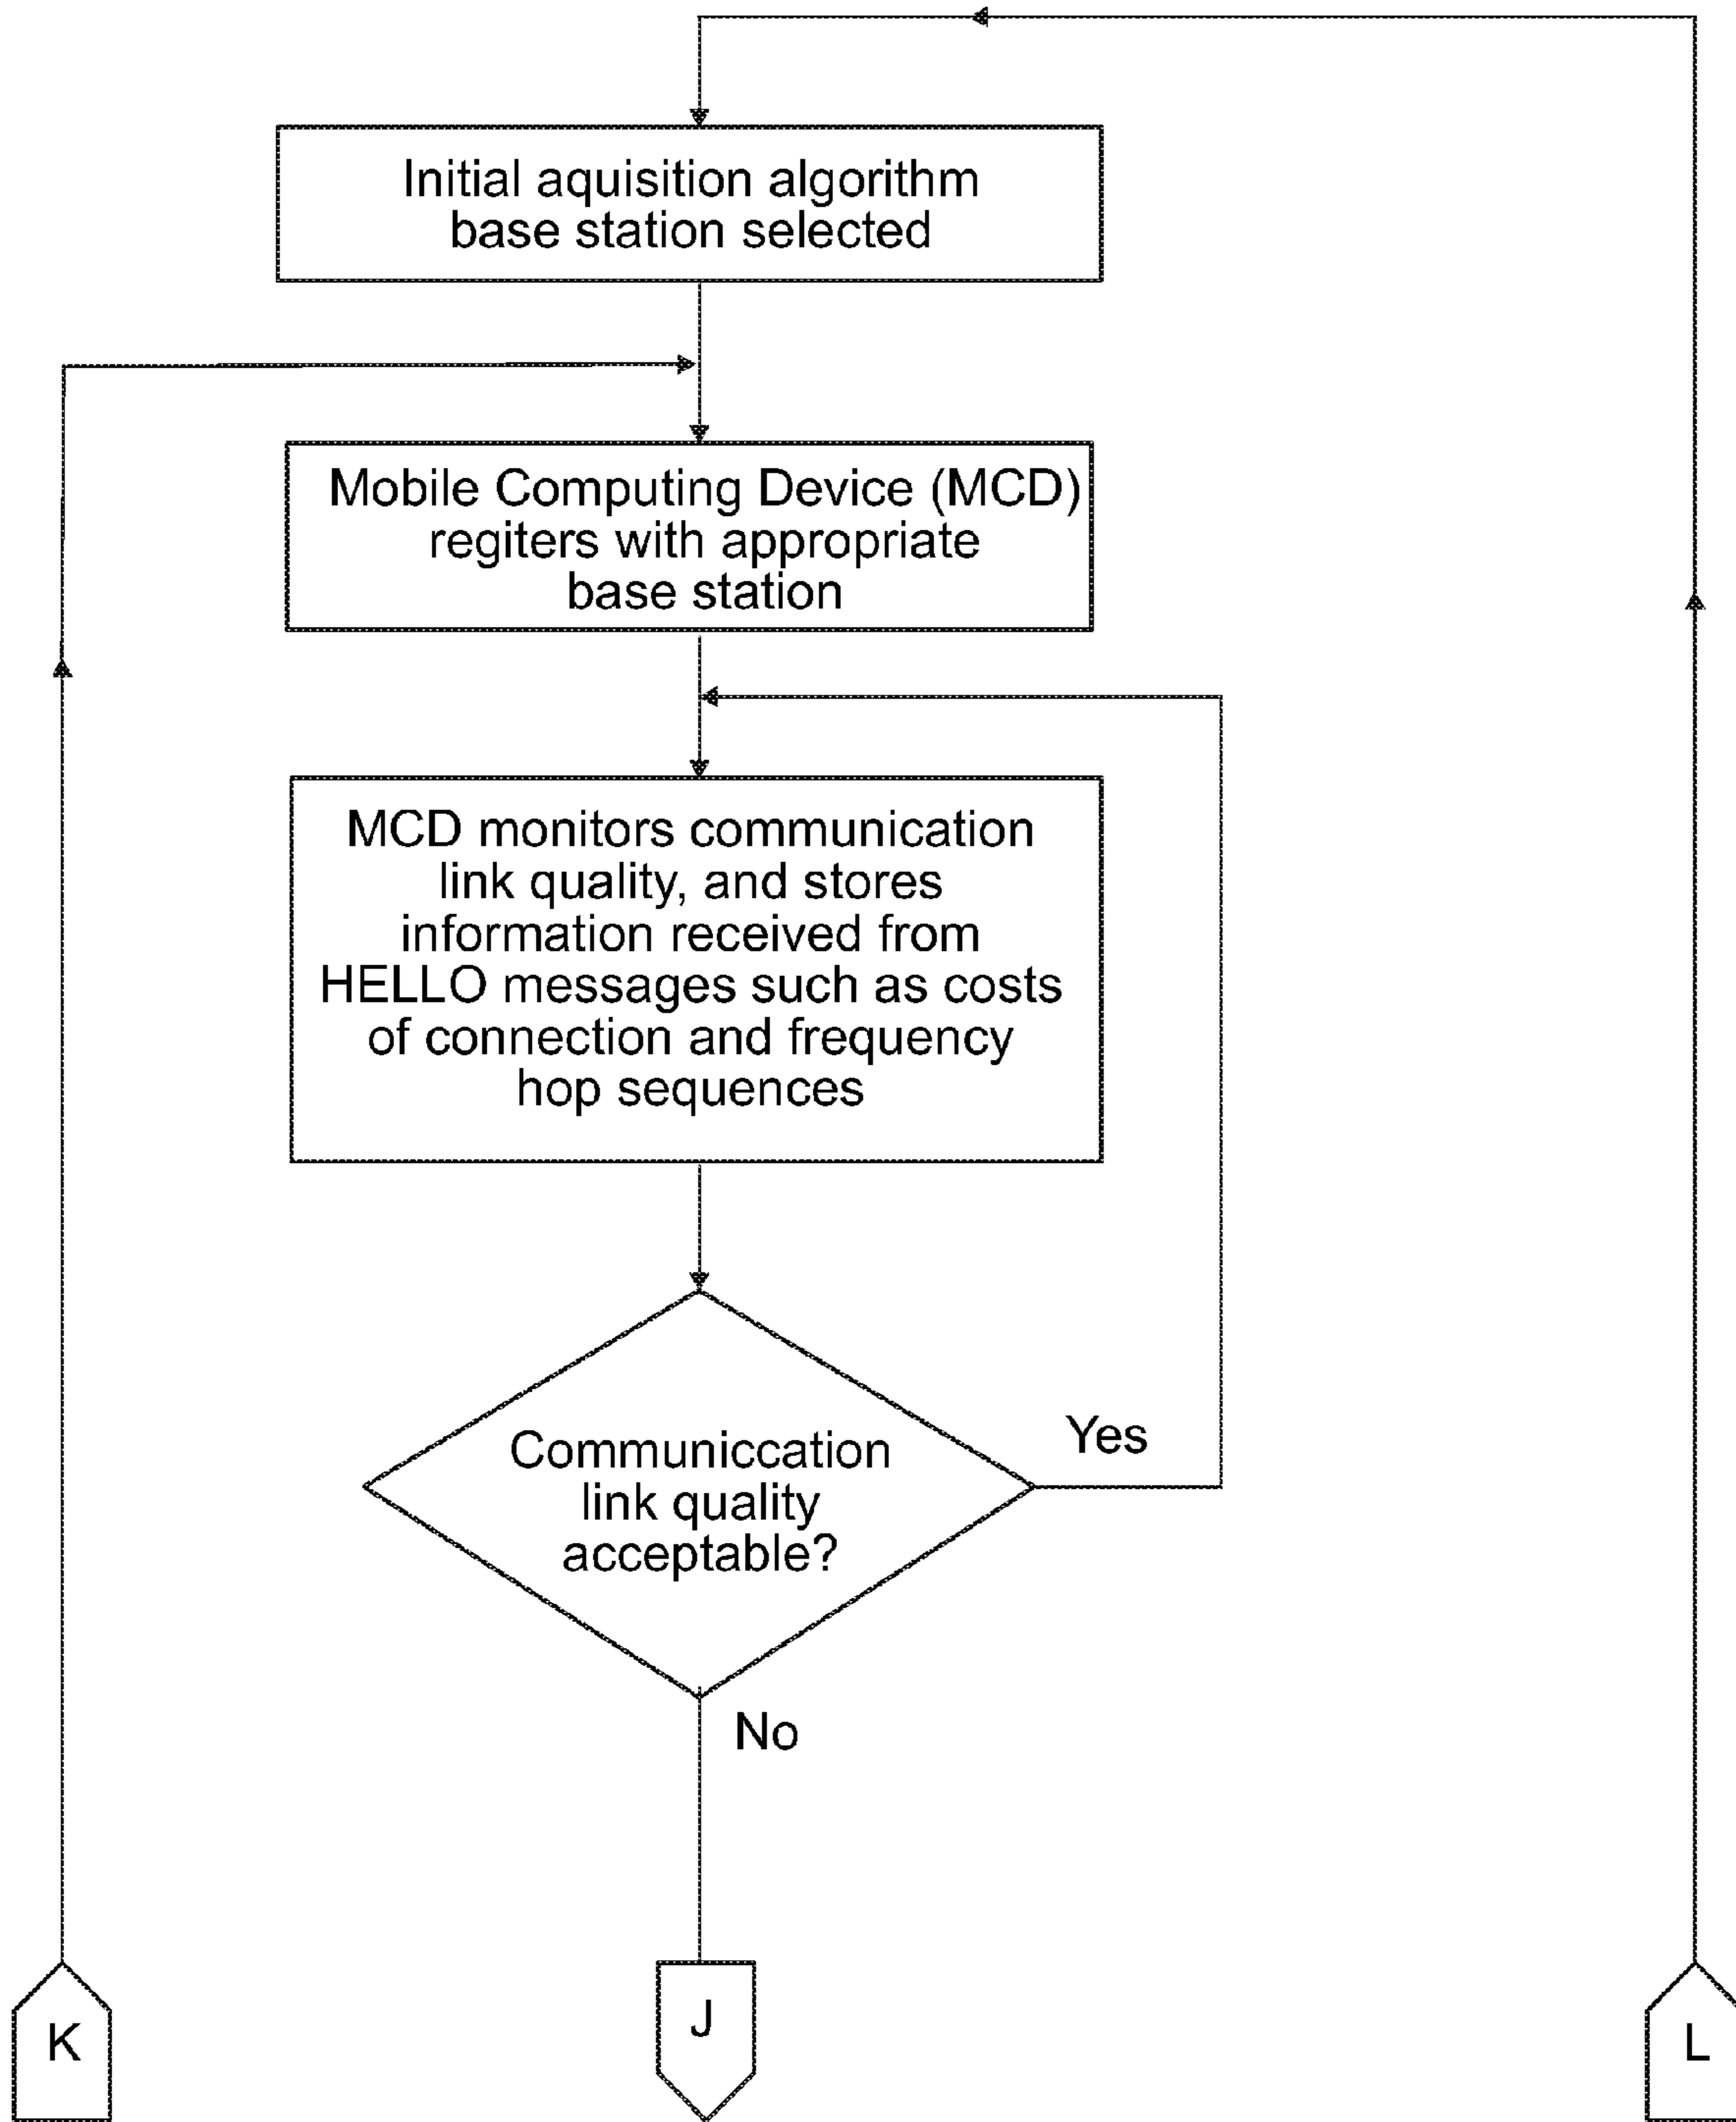 Initial aquisition algorithm
base station selected
Mobile Computing Device (MCD)
regiters with appropriate
base station
MCD monitors communication
link quality, and stores
information received from
HELLO messages such as costs
of connection and frequency
hop sequences
Communiccation
link quality
acceptable?
Yes
No
K
J
L